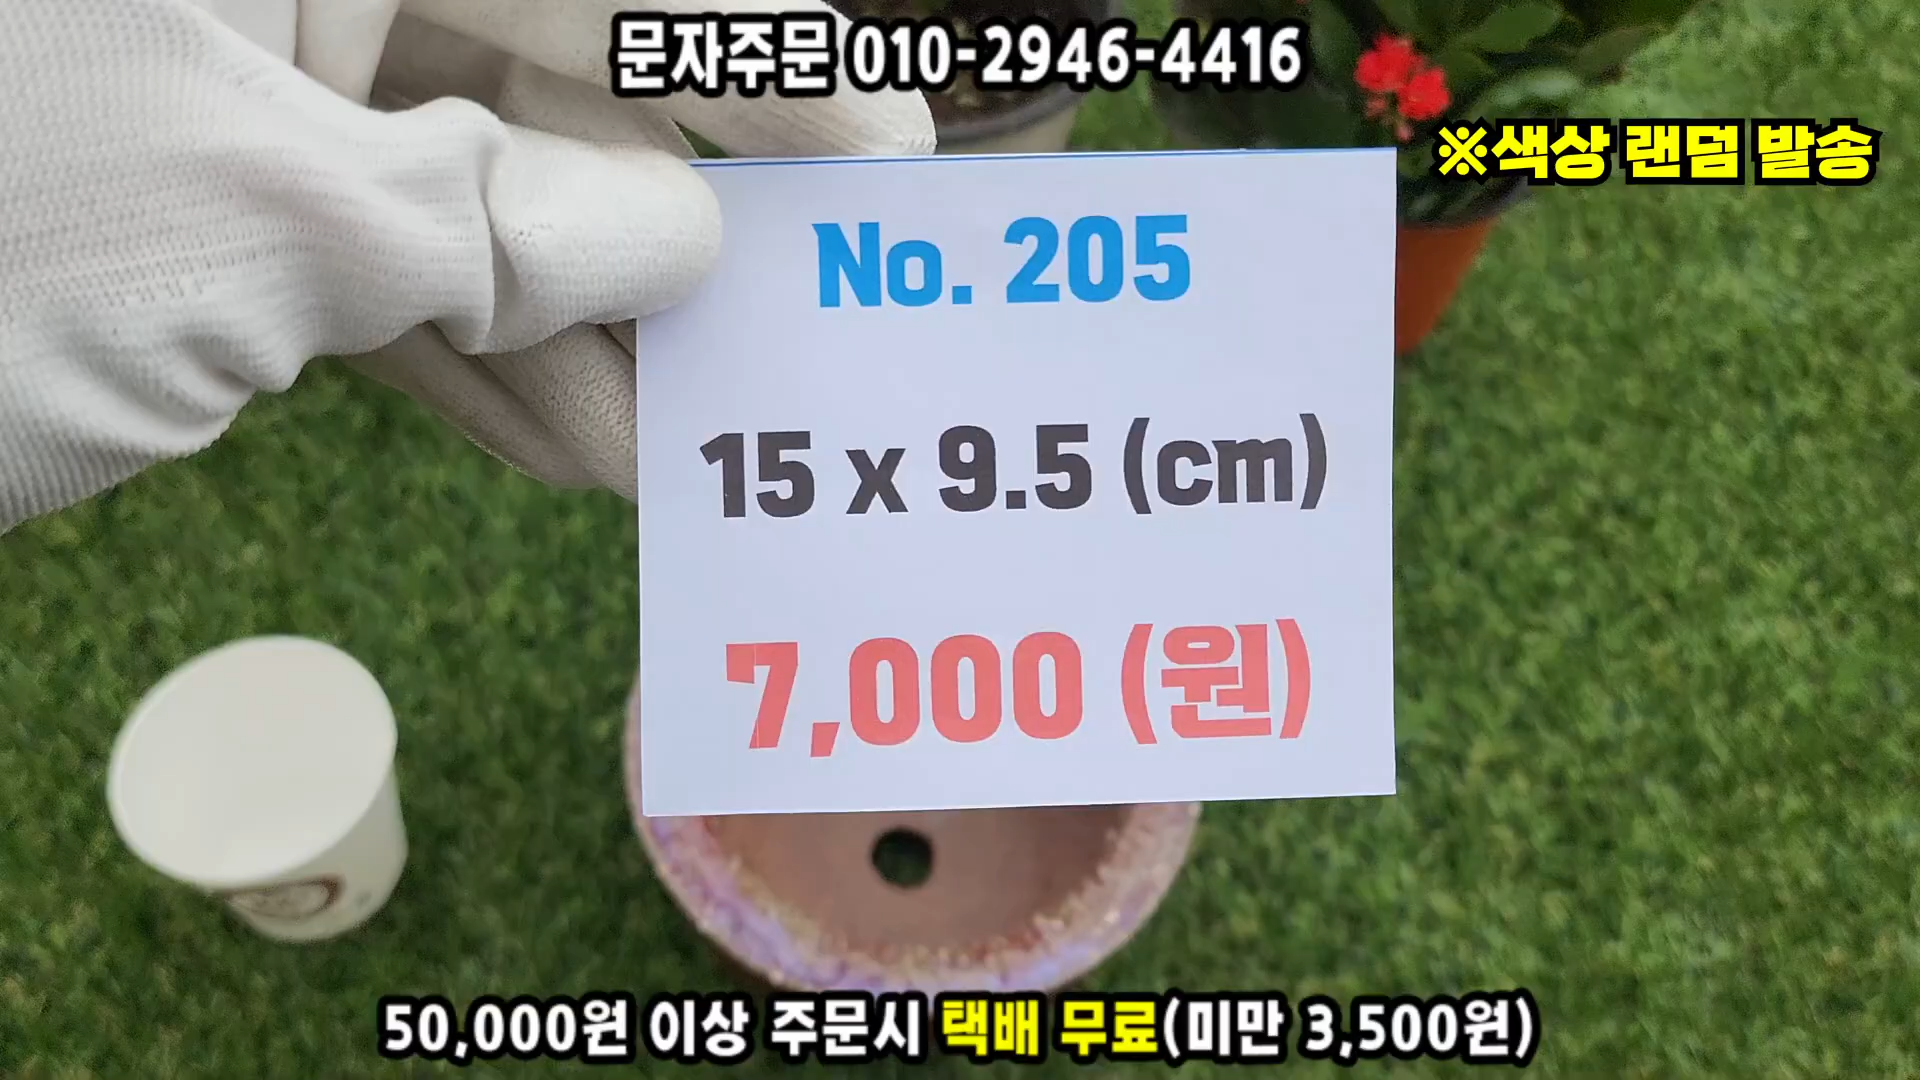 문자주문 010-2946-4416
※색상 랜덤 발송
No. 205
15 x 9.5 (cm)
7,000 (원)
50,000원 이상 주문시 택배 무료(미만 3,500원)